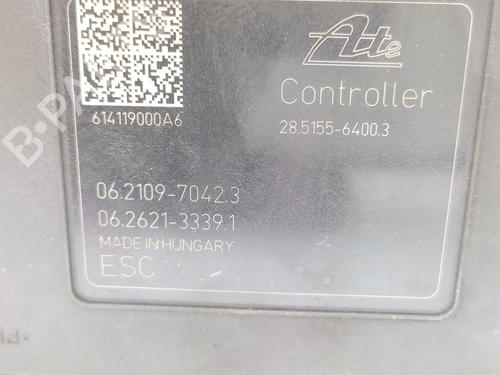 Ate
Controller
614119000A6
28.5155-6400.3
06.2109-7042.3
06.2621-3339.1
MADE IN HUNGARY
ESC